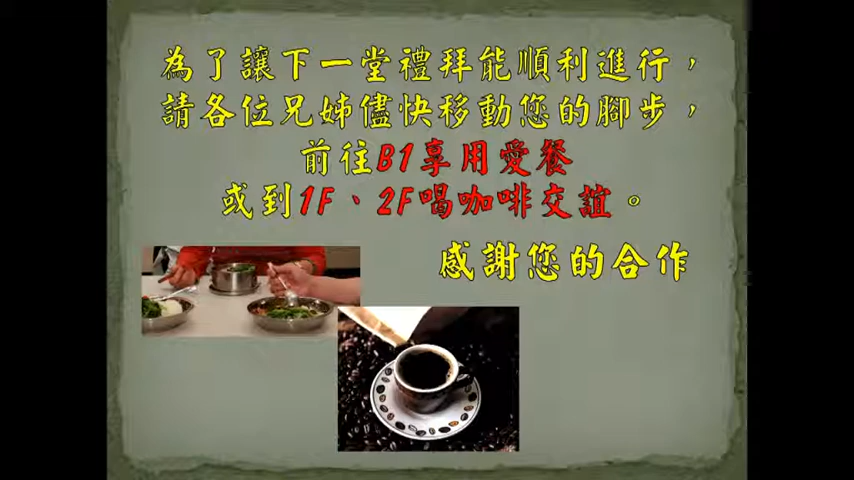 為了讓下一堂禮拜能順利進行，
請各位兄姊儘快移動您的腳步，
前往B1享用愛餐
或到1F、2F喝咖啡交誼。
感謝您的合作